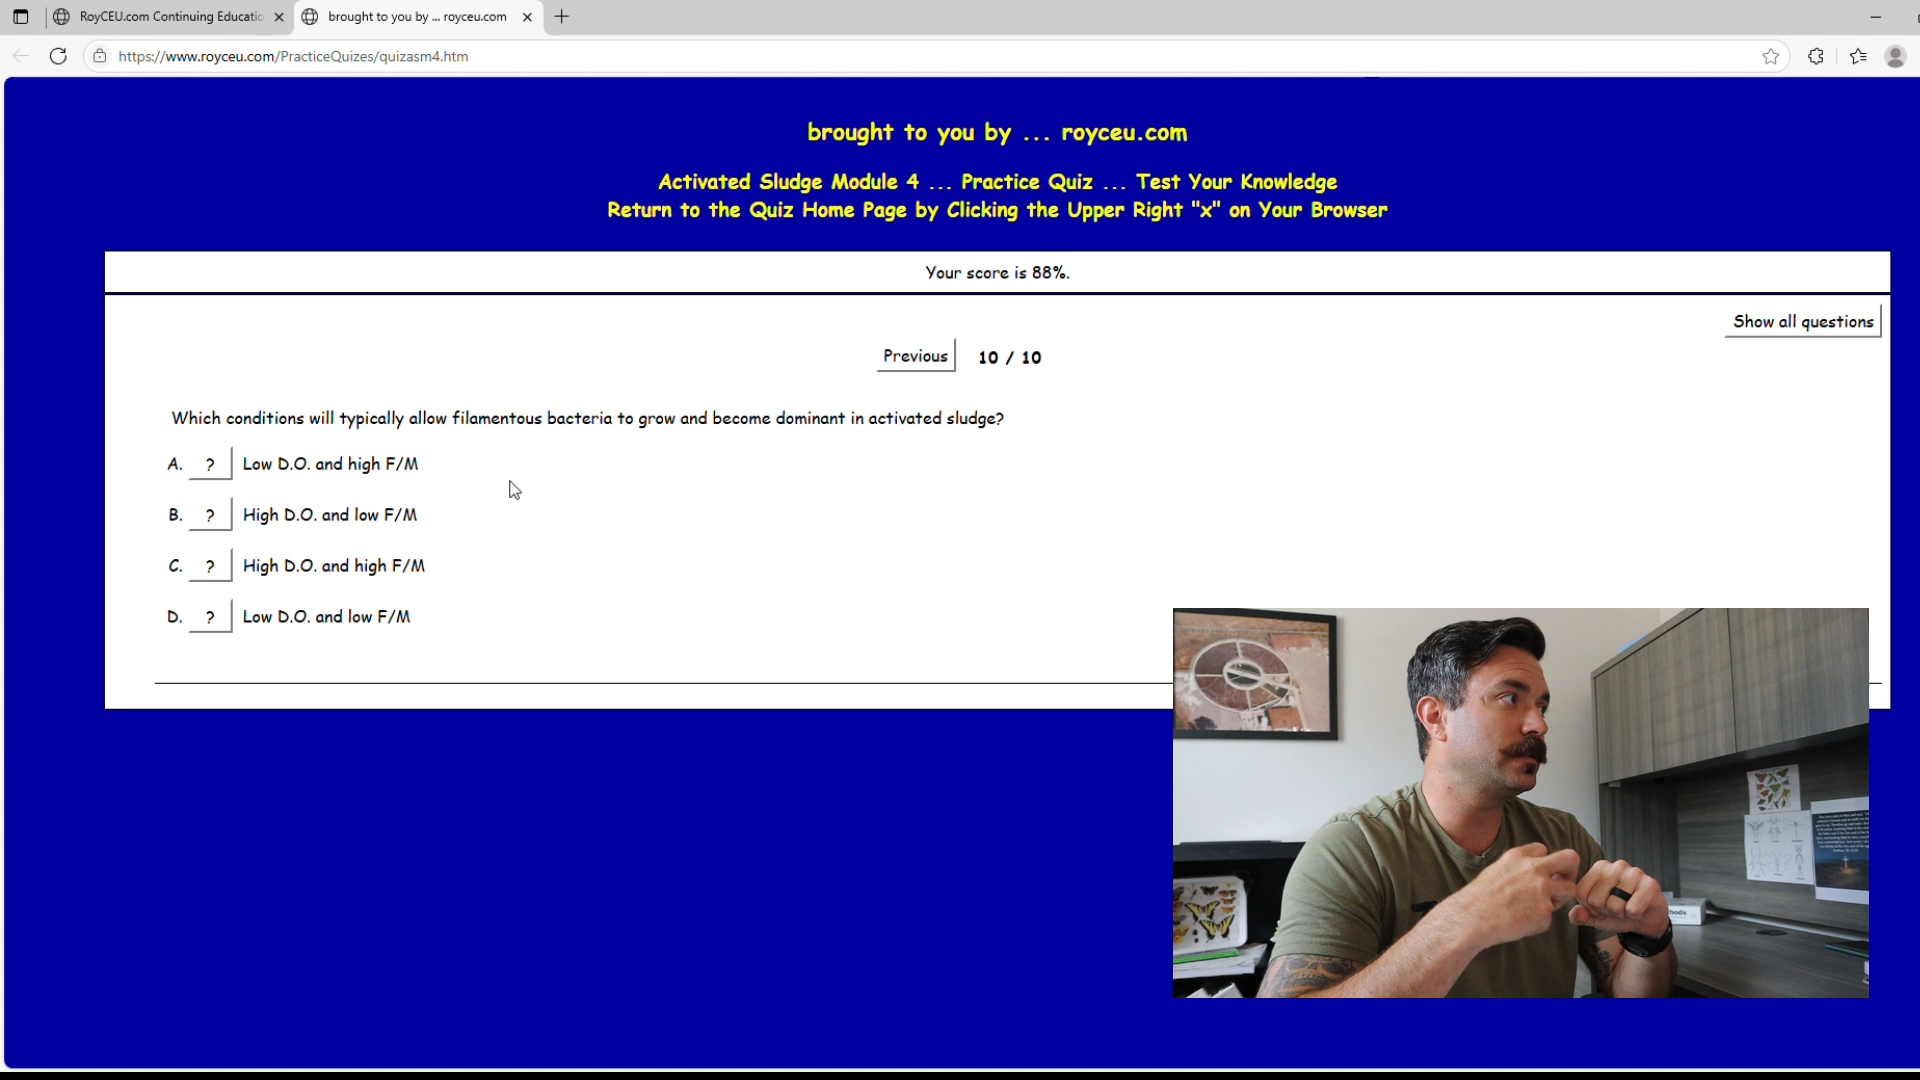 RoyCEU.com Continuing Educatio
brought to you by ... royceu.com
https://www.royceu.com/PracticeQuizes/quizasm4.htm
brought to you by ... royceu.com
Activated Sludge Module 4 ... Practice Quiz ... Test Your Knowledge
Return to the Quiz Home Page by Clicking the Upper Right "x" on Your Browser
Your score is 88%.
Show all questions
Previous 10 / 10
Which conditions will typically allow filamentous bacteria to grow and become dominant in activated sludge?
A. ? Low D.O. and high F/M
B. ? High D.O. and low F/M
C. ? High D.O. and high F/M
D. ? Low D.O. and low F/M